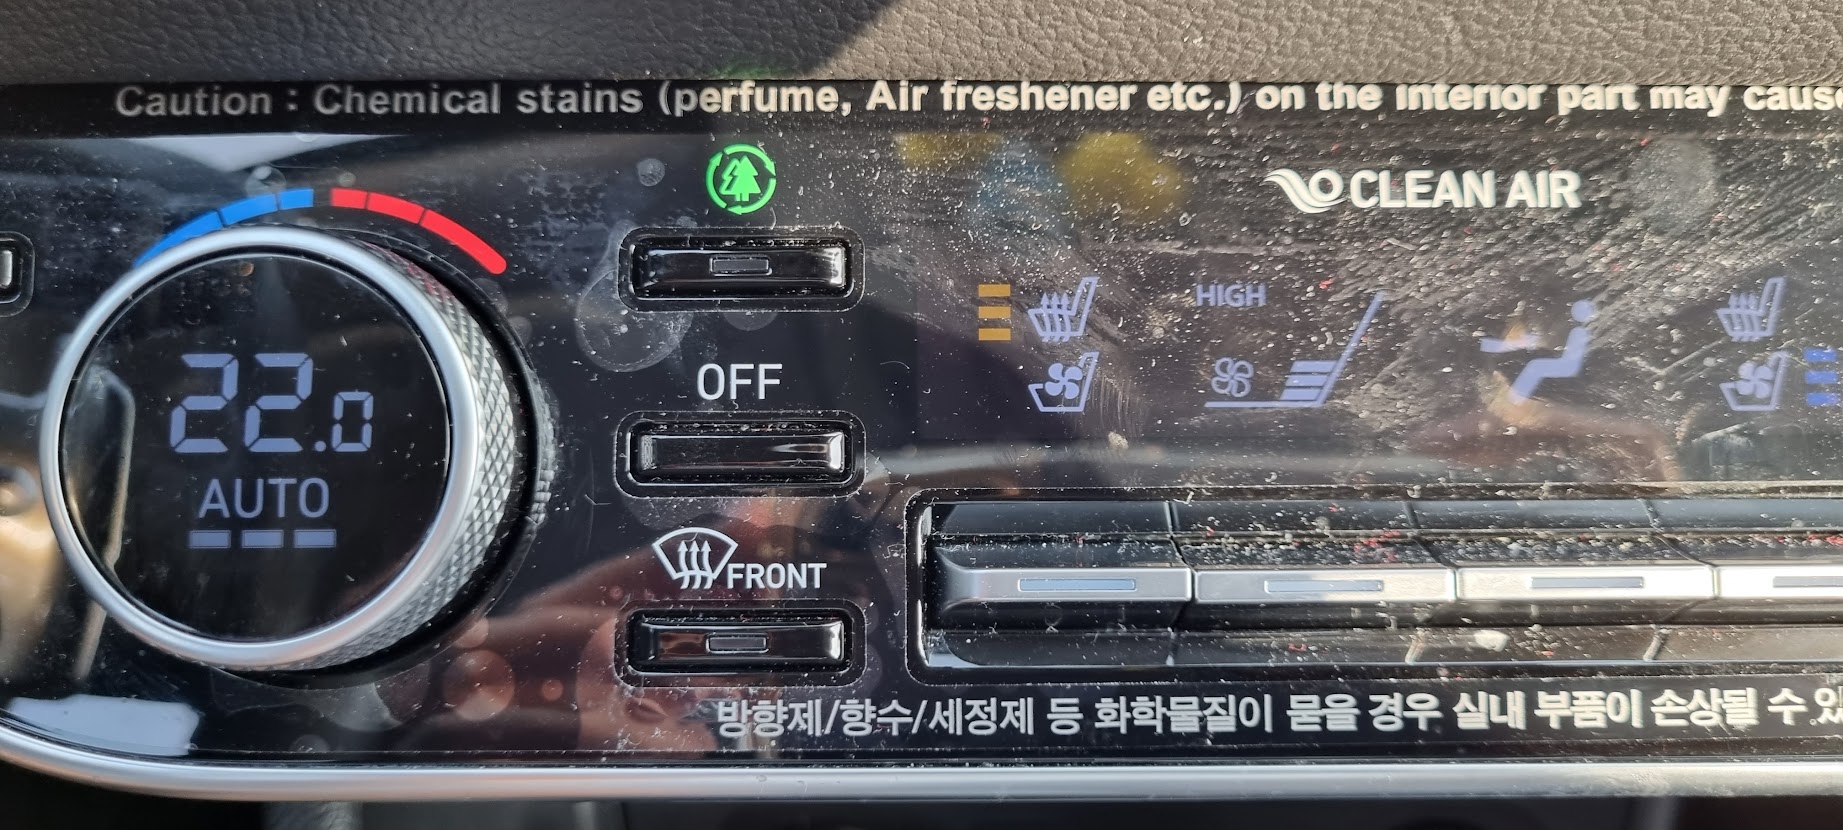 Caution : Chemical stains (perfume, Air freshener etc.) on the interior part may cause
CLEAN AIR
HIGH
22.0
OFF
AUTO
FRONT
방향제/향수/세정제 등 화학물질이 묻을 경우 실내 부품이 손상될 수